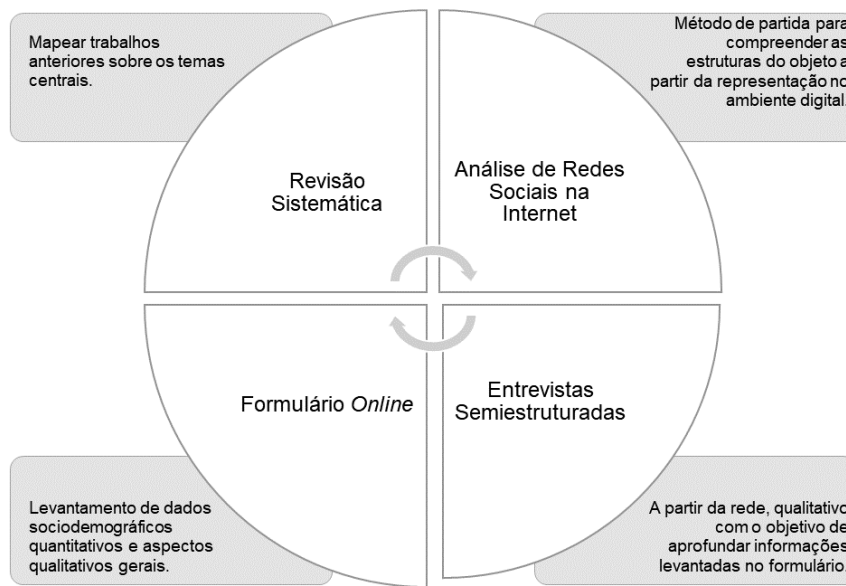 Mapear trabalhos
anteriores sobre os temas
centrais.
Método de partida para
compreender as
estruturas do objeto a
partir da representação no
ambiente digital.
Revisão
Sistemática
Análise de Redes
Sociais na
Internet
Formulário Online
Entrevistas
Semiestruturadas
Levantamento de dados
sociodemográficos
quantitativos e aspectos
qualitativos gerais.
A partir da rede, qualitativo
com o objetivo de
aprofundar informações
levantadas no formulário.